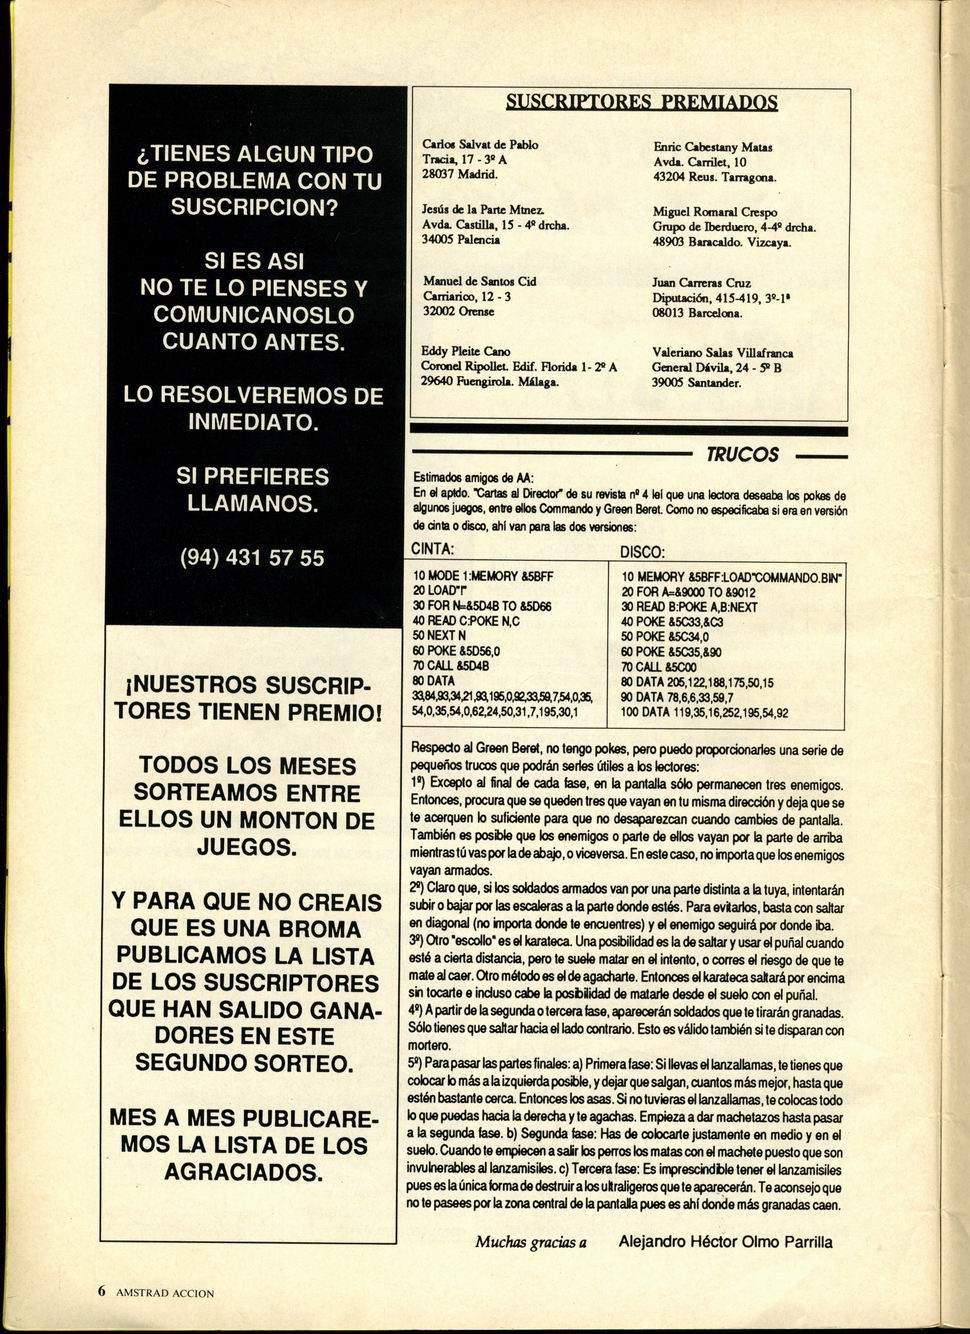 ¿TIENES ALGUN TIPO
DE PROBLEMA CON TU
SUSCRIPCION?
SI ES ASI
NO TE LO PIENSES Y
COMUNICANOSLO
CUANTO ANTES.
LO RESOLVEREMOS DE
INMEDIATO.
SI PREFIERES
LLAMANOS.
(94) 431 57 55
¡NUESTROS SUSCRIP-
TORES TIENEN PREMIO!
TODOS LOS MESES
SORTEAMOS ENTRE
ELLOS UN MONTON DE
JUEGOS.
Y PARA QUE NO CREAIS
QUE ES UNA BROMA
PUBLICAMOS LA LISTA
DE LOS SUSCRIPTORES
QUE HAN SALIDO GANA-
DORES EN ESTE
SEGUNDO SORTEO.
MES A MES PUBLICARE-
MOS LA LISTA DE LOS
AGRACIADOS.
SUSCRIPTORES PREMIADOS
Carlos Salvat de Pablo
Tracia, 17 - 3º A
28037 Madrid.
Jesús de la Parte Mtnez.
Avda. Castilla, 15 - 4º drcha.
34005 Palencia
Manuel de Santos Cid
Carriarico, 12 - 3
32002 Orense
Eddy Pleite Cano
Coronel Ripollet. Edif. Florida 1- 2º A
29640 Fuengirola. Málaga.
Enric Cabestany Matas
Avda. Carrilet, 10
43204 Reus. Tarragona.
Miguel Romaral Crespo
Grupo de Iberduero, 4-4º drcha.
48903 Baracaldo. Vizcaya.
Juan Carreras Cruz
Diputación, 415-419, 3º-1ª
08013 Barcelona.
Valeriano Salas Villafranca
General Dávila, 24 - 5º B
39005 Santander.
TRUCOS
Estimados amigos de AA:
En el aptdo. "Cartas al Director" de su revista nº 4 leí que una lectora deseaba los pokes de
algunos juegos, entre ellos Commando y Green Beret. Como no especificaba si era en versión
de cinta o disco, ahí van para las dos versiones:
CINTA:
10 MODE 1:MEMORY &5BFF
20 LOAD"!"
30 FOR N=&5D4B TO &5D66
40 READ C:POKE N,C
50 NEXT N
60 POKE &5D56,0
70 CALL &5D4B
80 DATA
33,84,93,34,21,93,195,0,92,33,59,7,54,0,35,
54,0,35,54,0,62,24,50,31,7,195,30,1
DISCO:
10 MEMORY &5BFF:LOAD"COMMANDO.BIN"
20 FOR A=&9000 TO &9012
30 READ B:POKE A,B:NEXT
40 POKE &5C33,&C3
50 POKE &5C34,0
60 POKE &5C35,&90
70 CALL &5C00
80 DATA 205,122,188,175,50,15
90 DATA 78,6,6,33,59,7
100 DATA 119,35,16,252,195,54,92
Respecto al Green Beret, no tengo pokes, pero puedo proporcionarles una serie de
pequeños trucos que podrán serles útiles a los lectores:
1º) Excepto al final de cada fase, en la pantalla sólo permanecen tres enemigos.
Entonces, procura que se queden tres que vayan en tu misma dirección y deja que se
te acerquen lo suficiente para que no desaparezcan cuando cambies de pantalla.
También es posible que los enemigos o parte de ellos vayan por la parte de arriba
mientras tú vas por la de abajo, o viceversa. En este caso, no importa que los enemigos
vayan armados.
2º) Claro que, si los soldados armados van por una parte distinta a la tuya, intentarán
subir o bajar por las escaleras a la parte donde estés. Para evitarlos, basta con saltar
en diagonal (no importa donde te encuentres) y el enemigo seguirá por donde iba.
3º) Otro "escollo" es el karateca. Una posibilidad es la de saltar y usar el puñal cuando
esté a cierta distancia, pero te suele matar en el intento, o corres el riesgo de que te
mate al caer. Otro método es el de agacharte. Entonces el karateca saltará por encima
sin tocarte e incluso cabe la posibilidad de matarle desde el suelo con el puñal.
4º) A partir de la segunda o tercera fase, aparecerán soldados que te tirarán granadas.
Sólo tienes que saltar hacia el lado contrario. Esto es válido también si te disparan con
mortero.
5º) Para pasar las partes finales: a) Primera fase: Si llevas el lanzallamas, te tienes que
colocar lo más a la izquierda posible, y dejar que salgan, cuantos más mejor, hasta que
estén bastante cerca. Entonces los asas. Si no tuvieras el lanzallamas, te colocas todo
lo que puedas hacia la derecha y te agachas. Empieza a dar machetazos hasta pasar
a la segunda fase. b) Segunda fase: Has de colocarte justamente en medio y en el
suelo. Cuando te empiecen a salir los perros los matas con el machete puesto que son
invulnerables al lanzamisiles. c) Tercera fase: Es imprescindible tener el lanzamisiles
pues es la única forma de destruir a los ultraligeros que te aparecerán. Te aconsejo que
no te pasees por la zona central de la pantalla pues es ahí donde más granadas caen.
Muchas gracias a Alejandro Héctor Olmo Parrilla
6 AMSTRAD ACCION